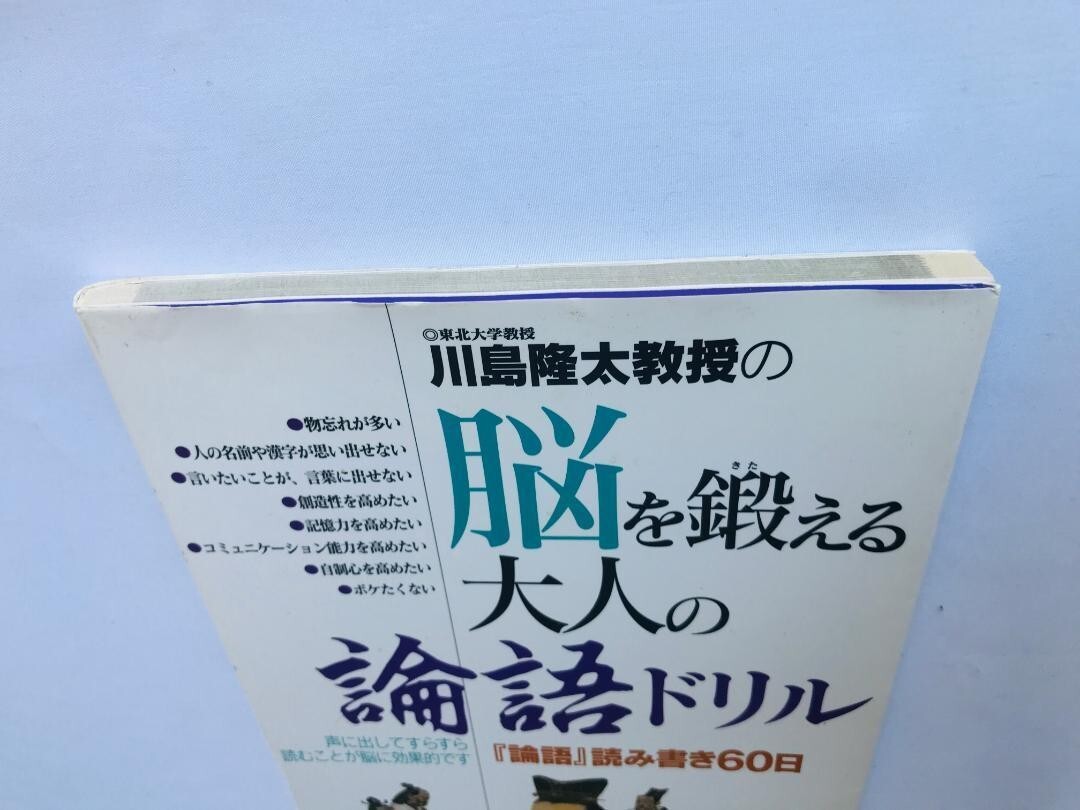 ◎東北大学教授
川島隆太教授の
脳を鍛える
きた
大人の
論語ドリル
『論語』読み書き60日
●物忘れが多い
●人の名前や漢字が思い出せない
●言いたいことが、言葉に出せない
●創造性を高めたい
●記憶力を高めたい
●コミュニケーション能力を高めたい
●自制心を高めたい
●ボケたくない
声に出してすらすら
読むことが脳に効果的です